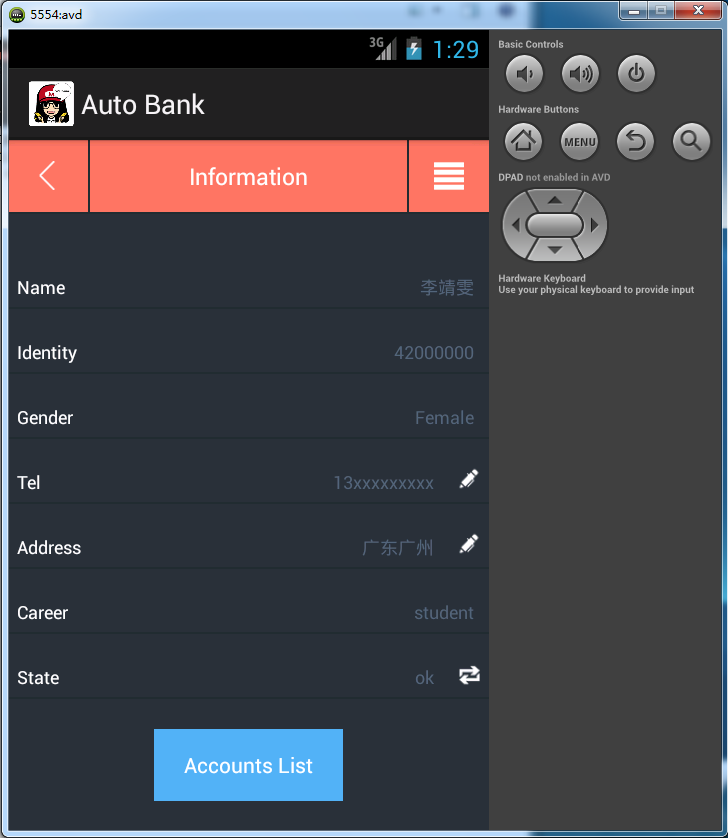 5554:avd
3G 1:29
Auto Bank
Information
Name 李靖雯
Identity 42000000
Gender Female
Tel 13xxxxxxxxx
Address 广东广州
Career student
State ok
Accounts List
Basic Controls
Hardware Buttons
MENU
DPAD not enabled in AVD
Hardware Keyboard
Use your physical keyboard to provide input